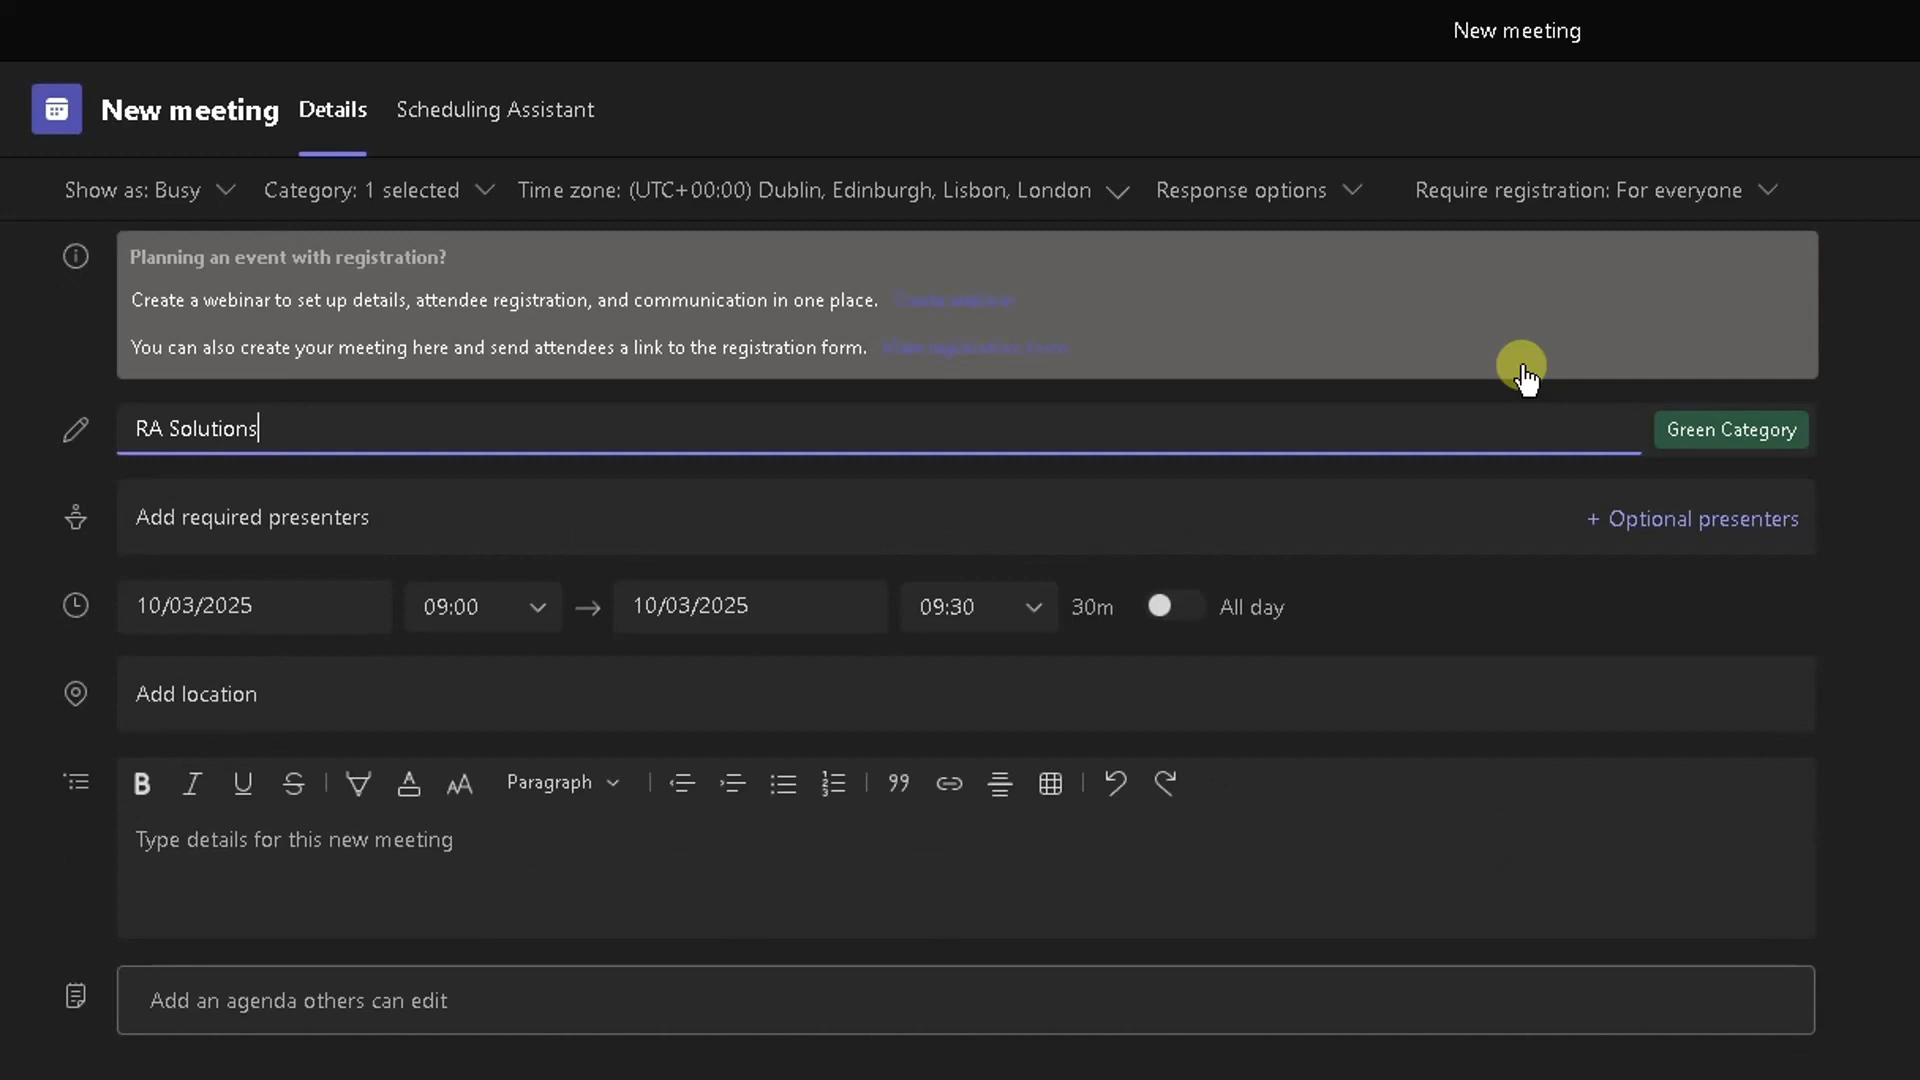 New meeting
New meeting Details Scheduling Assistant
Show as: Busy Category: 1 selected Time zone: (UTC+00:00) Dublin, Edinburgh, Lisbon, London Response options Require registration: For everyone
Planning an event with registration?
Create a webinar to set up details, attendee registration, and communication in one place. Create webinar
You can also create your meeting here and send attendees a link to the registration form. View registration form
RA Solutions Green Category
Add required presenters + Optional presenters
10/03/2025 09:00 → 10/03/2025 09:30 30m All day
Add location
Paragraph
Type details for this new meeting
Add an agenda others can edit